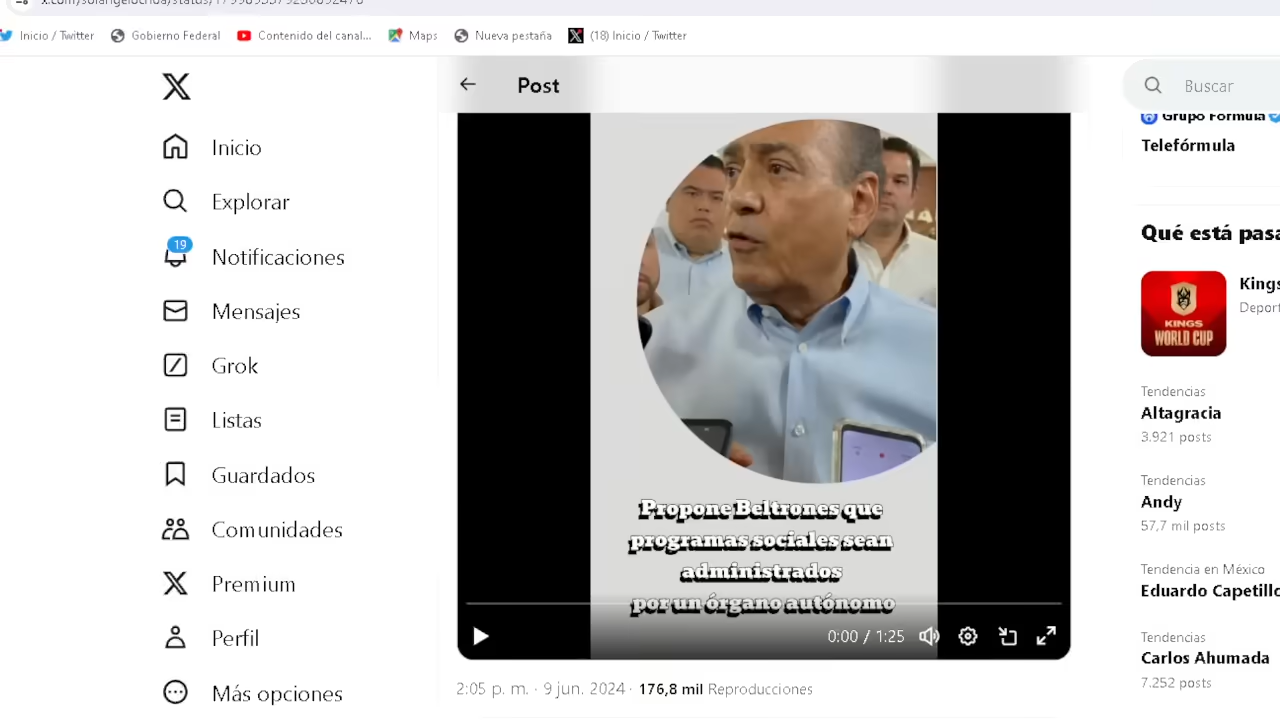 Inicio / Twitter
Gobierno Federal
Contenido del canal...
Maps
Nueva pestaña
(18) Inicio / Twitter
Post
Buscar
Grupo Fórmula
Telefórmula
Inicio
Explorar
19
Notificaciones
Mensajes
Grok
Listas
Guardados
Comunidades
Premium
Perfil
Más opciones
Propone Beltrones que
programas sociales sean
administrados
por un órgano autónomo
0:00 / 1:25
2:05 p. m. · 9 jun. 2024 · 176,8 mil Reproducciones
Qué está pasa
Kings
Deport
KINGS
WORLD CUP
Tendencias
Altagracia
3.921 posts
Tendencias
Andy
57,7 mil posts
Tendencia en México
Eduardo Capetillo
Tendencias
Carlos Ahumada
7.252 posts